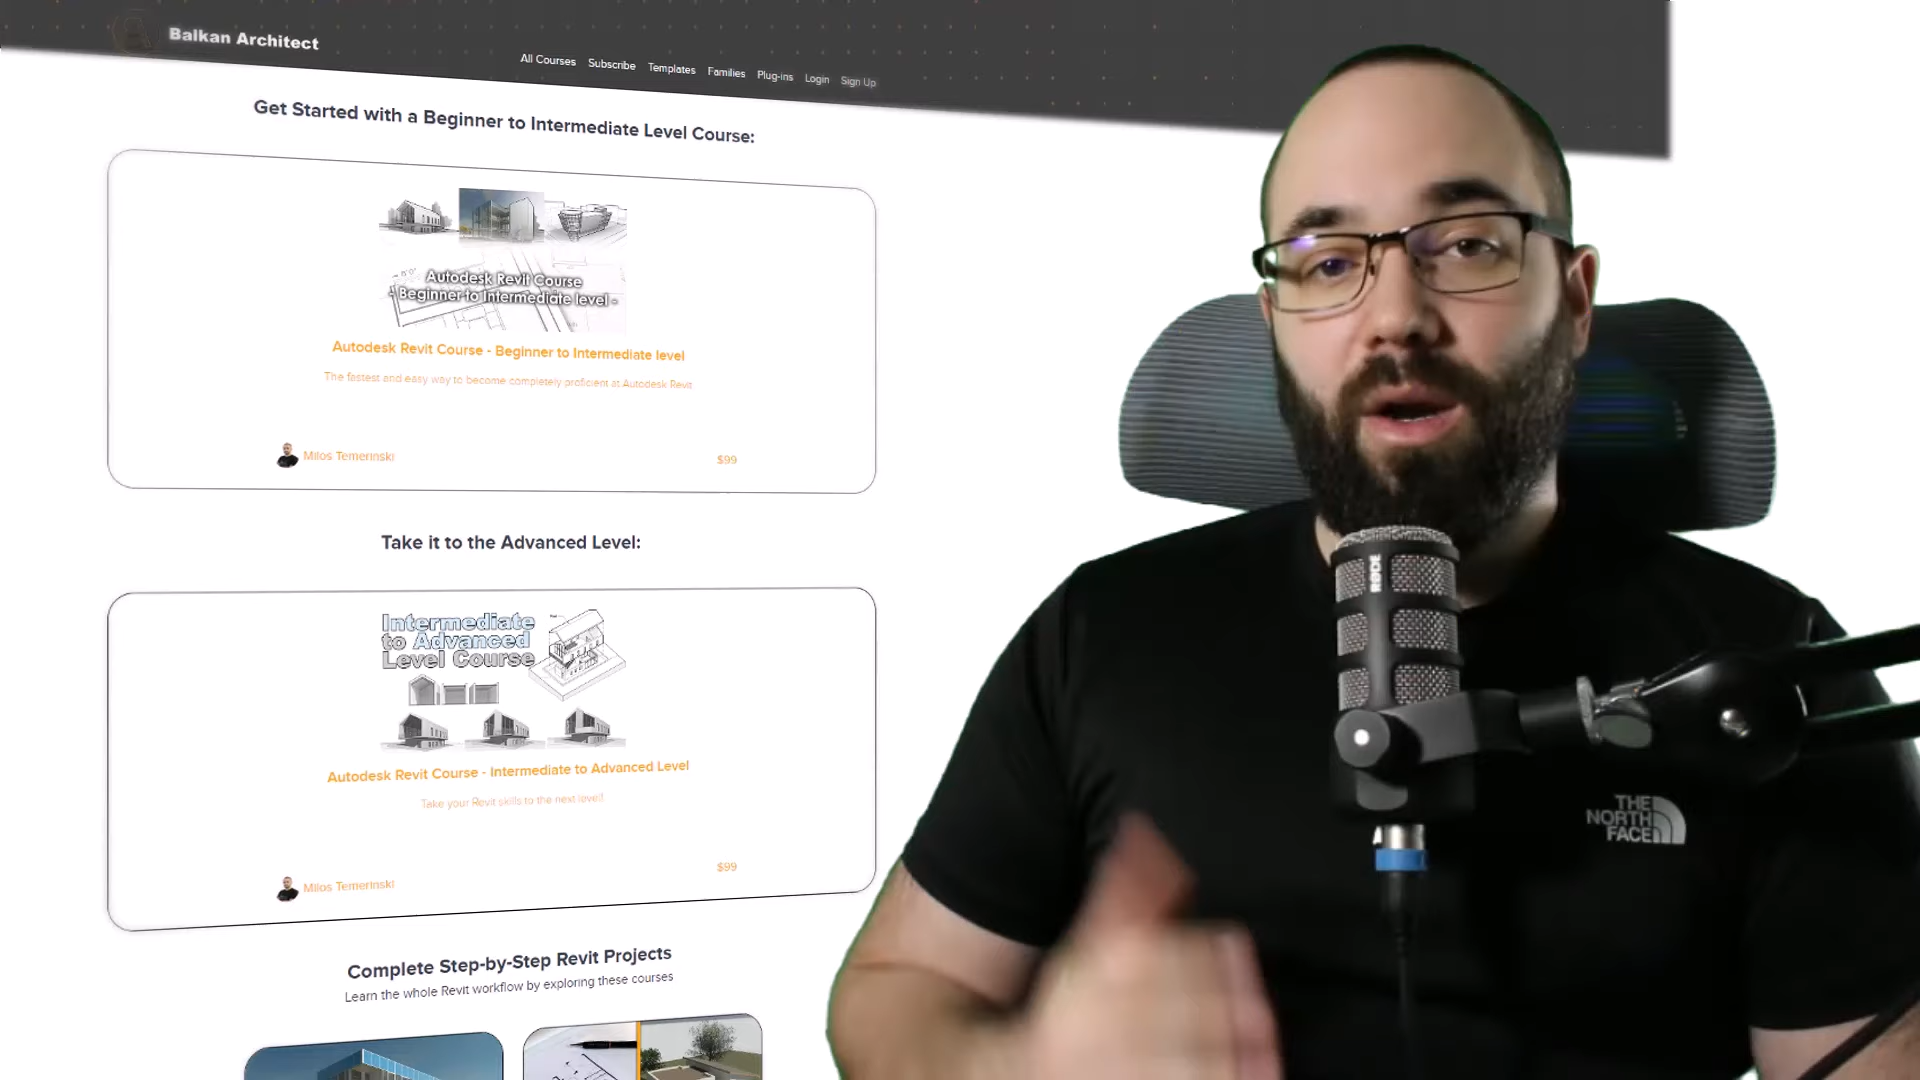 Balkan Architect
All Courses Subscribe Templates Families Plug-ins Login Sign Up
Get Started with a Beginner to Intermediate Level Course:
Autodesk Revit Course
- Beginner to Intermediate level -
Autodesk Revit Course - Beginner to Intermediate level
The fastest and easy way to become completely proficient at Autodesk Revit
Milos Temerinski
$99
Take it to the Advanced Level:
Intermediate
to Advanced
Level Course
Autodesk Revit Course - Intermediate to Advanced Level
Take your Revit skills to the next level!
$99
Milos Temerinski
Complete Step-by-Step Revit Projects
Learn the whole Revit workflow by exploring these courses
RØDE
THE
NORTH
FACE